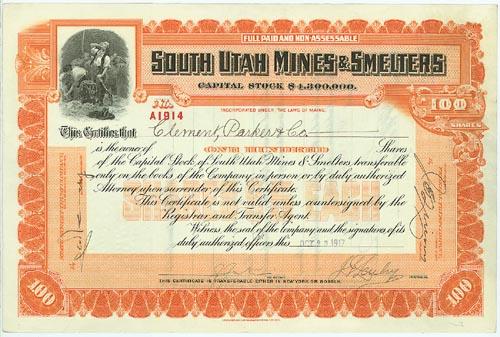 FULL PAID AND NON-ASSESSABLE
SOUTH UTAH MINES & SMELTERS
CAPITAL STOCK $4,300,000.
No.
A1914
INCORPORATED UNDER THE LAWS OF MAINE.
100
SHARES
This Certifies that Clement, Parker & Co
is the owner of ONE HUNDRED Shares
of the Capital Stock of South Utah Mines & Smelters, transferable
only on the books of the Company in person or by duly authorized
Attorney upon surrender of this Certificate.
This Certificate is not valid unless countersigned by the
Registrar and Transfer Agent
Witness the seal of the Company and the signatures of its
duly authorized officers this OCT 23 1917
THIS CERTIFICATE IS TRANSFERABLE EITHER IN NEW YORK OR BOSTON.
100
100